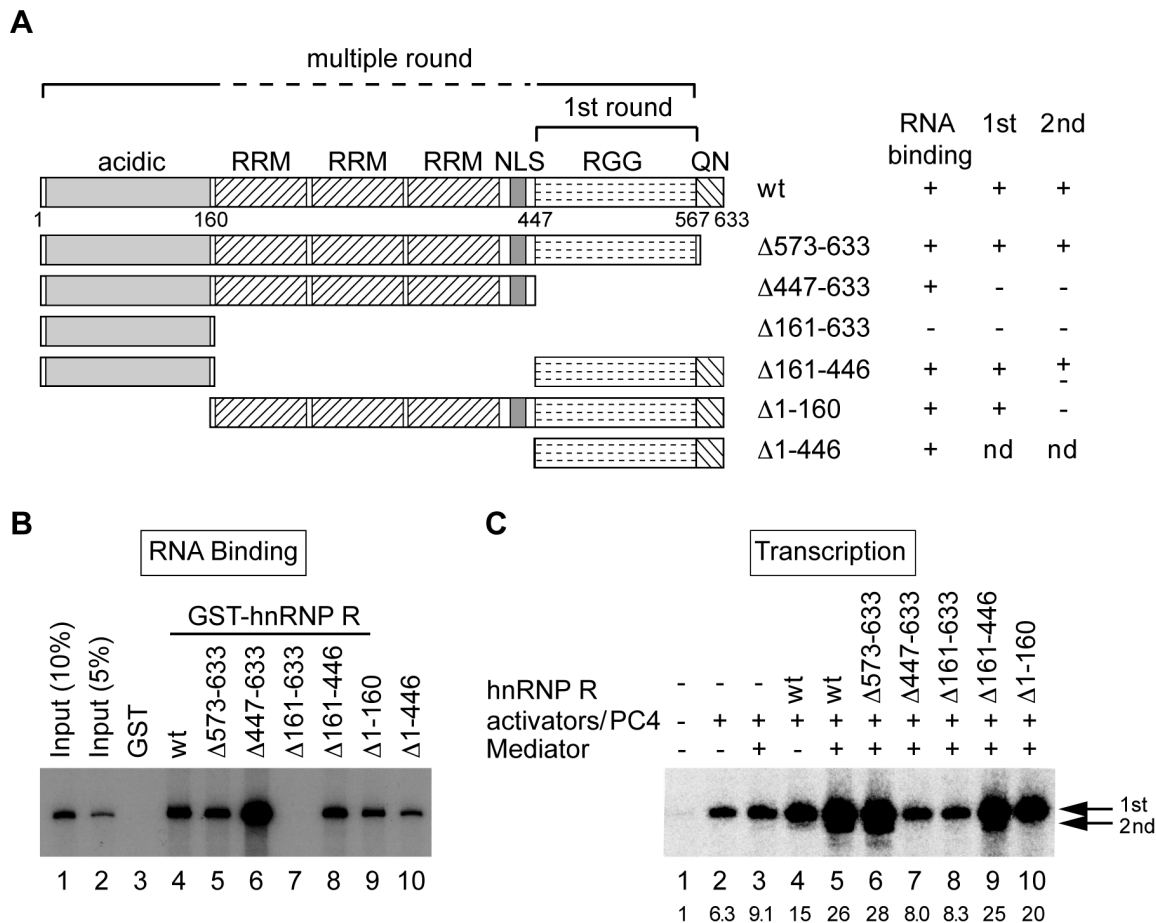 A
multiple round
1st round
RNA binding 1st 2nd
acidic RRM RRM RRM NLS RGG QN
wt + + +
1 160 447 567 633
Δ573-633 + + +
Δ447-633 + - -
Δ161-633 - - -
Δ161-446 + + + -
Δ1-160 + + -
Δ1-446 + nd nd
B
RNA Binding
GST-hnRNP R
Input (10%)
Input (5%)
GST
wt
Δ573-633
Δ447-633
Δ161-633
Δ161-446
Δ1-160
Δ1-446
1 2 3 4 5 6 7 8 9 10
C
Transcription
hnRNP R - - - wt wt Δ573-633 Δ447-633 Δ161-633 Δ161-446 Δ1-160
activators/PC4 - + + + + + + + + +
Mediator - - + - + + + + + +
1st
2nd
1 2 3 4 5 6 7 8 9 10
1 6.3 9.1 15 26 28 8.0 8.3 25 20